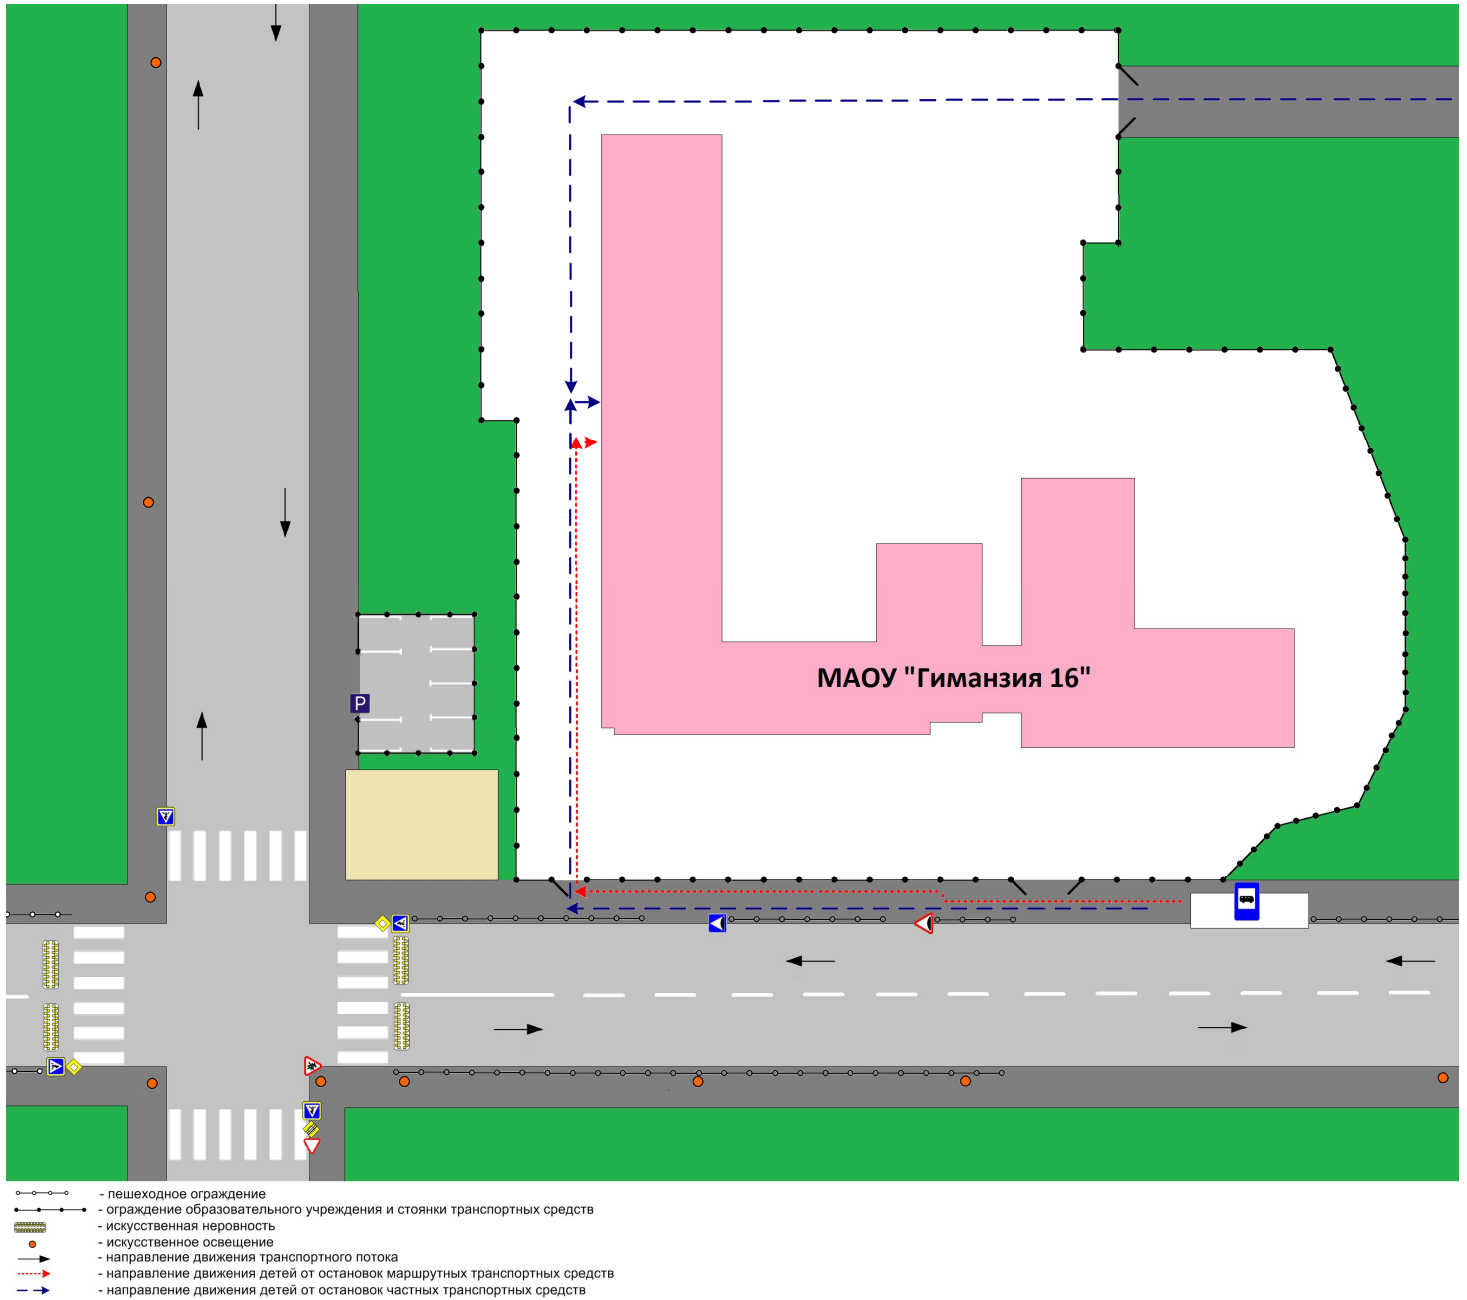 P
МАОУ "Гиманзия 16"
- пешеходное ограждение
- ограждение образовательного учреждения и стоянки транспортных средств
- искусственная неровность
- искусственное освещение
- направление движения транспортного потока
- направление движения детей от остановок маршрутных транспортных средств
- направление движения детей от остановок частных транспортных средств